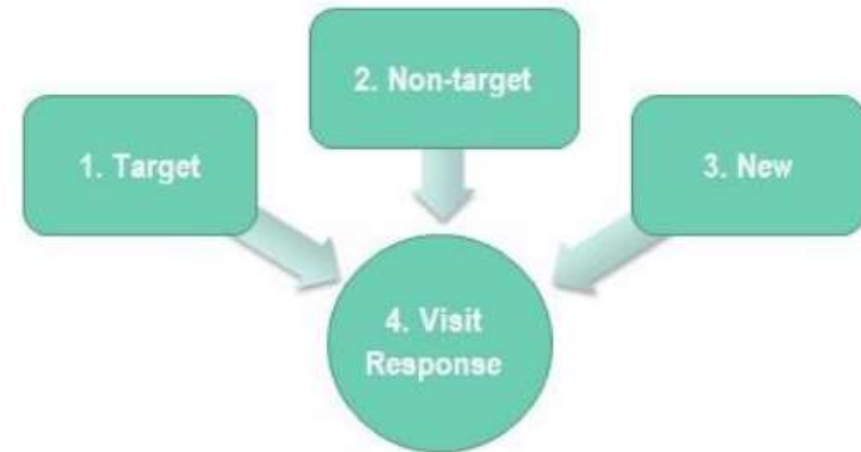 1. Target
2. Non-target
3. New
4. Visit
Response